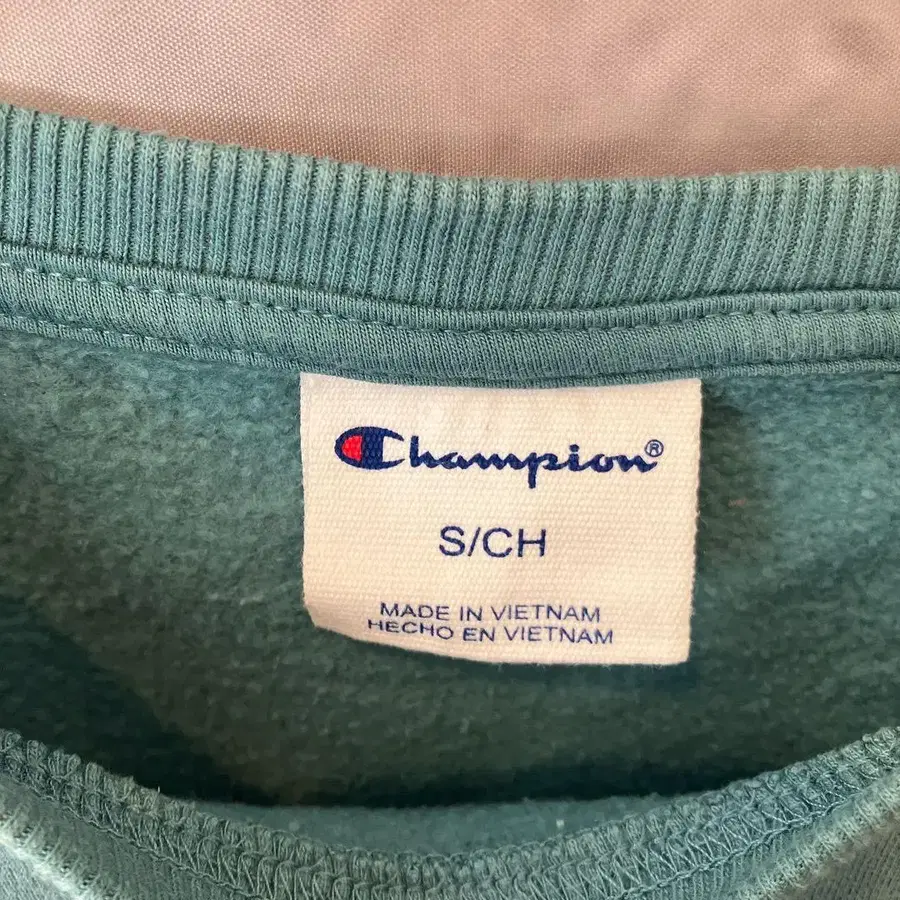 Champion®
S/CH
MADE IN VIETNAM
HECHO EN VIETNAM